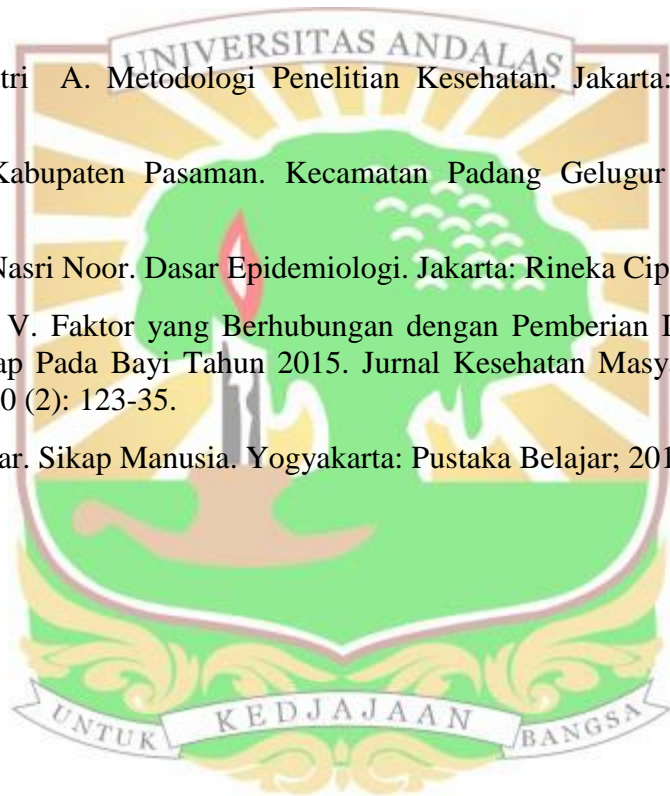 UNIVERSITAS ANDALAS
tri A. Metodologi Penelitian Kesehatan. Jakarta:
Kabupaten Pasaman. Kecamatan Padang Gelugur
Nasri Noor. Dasar Epidemiologi. Jakarta: Rineka Cip
V. Faktor yang Berhubungan dengan Pemberian
ap Pada Bayi Tahun 2015. Jurnal Kesehatan Masya
0 (2): 123-35.
ar. Sikap Manusia. Yogyakarta: Pustaka Belajar; 201
UNTUK KEDJAJAAN BANGSA